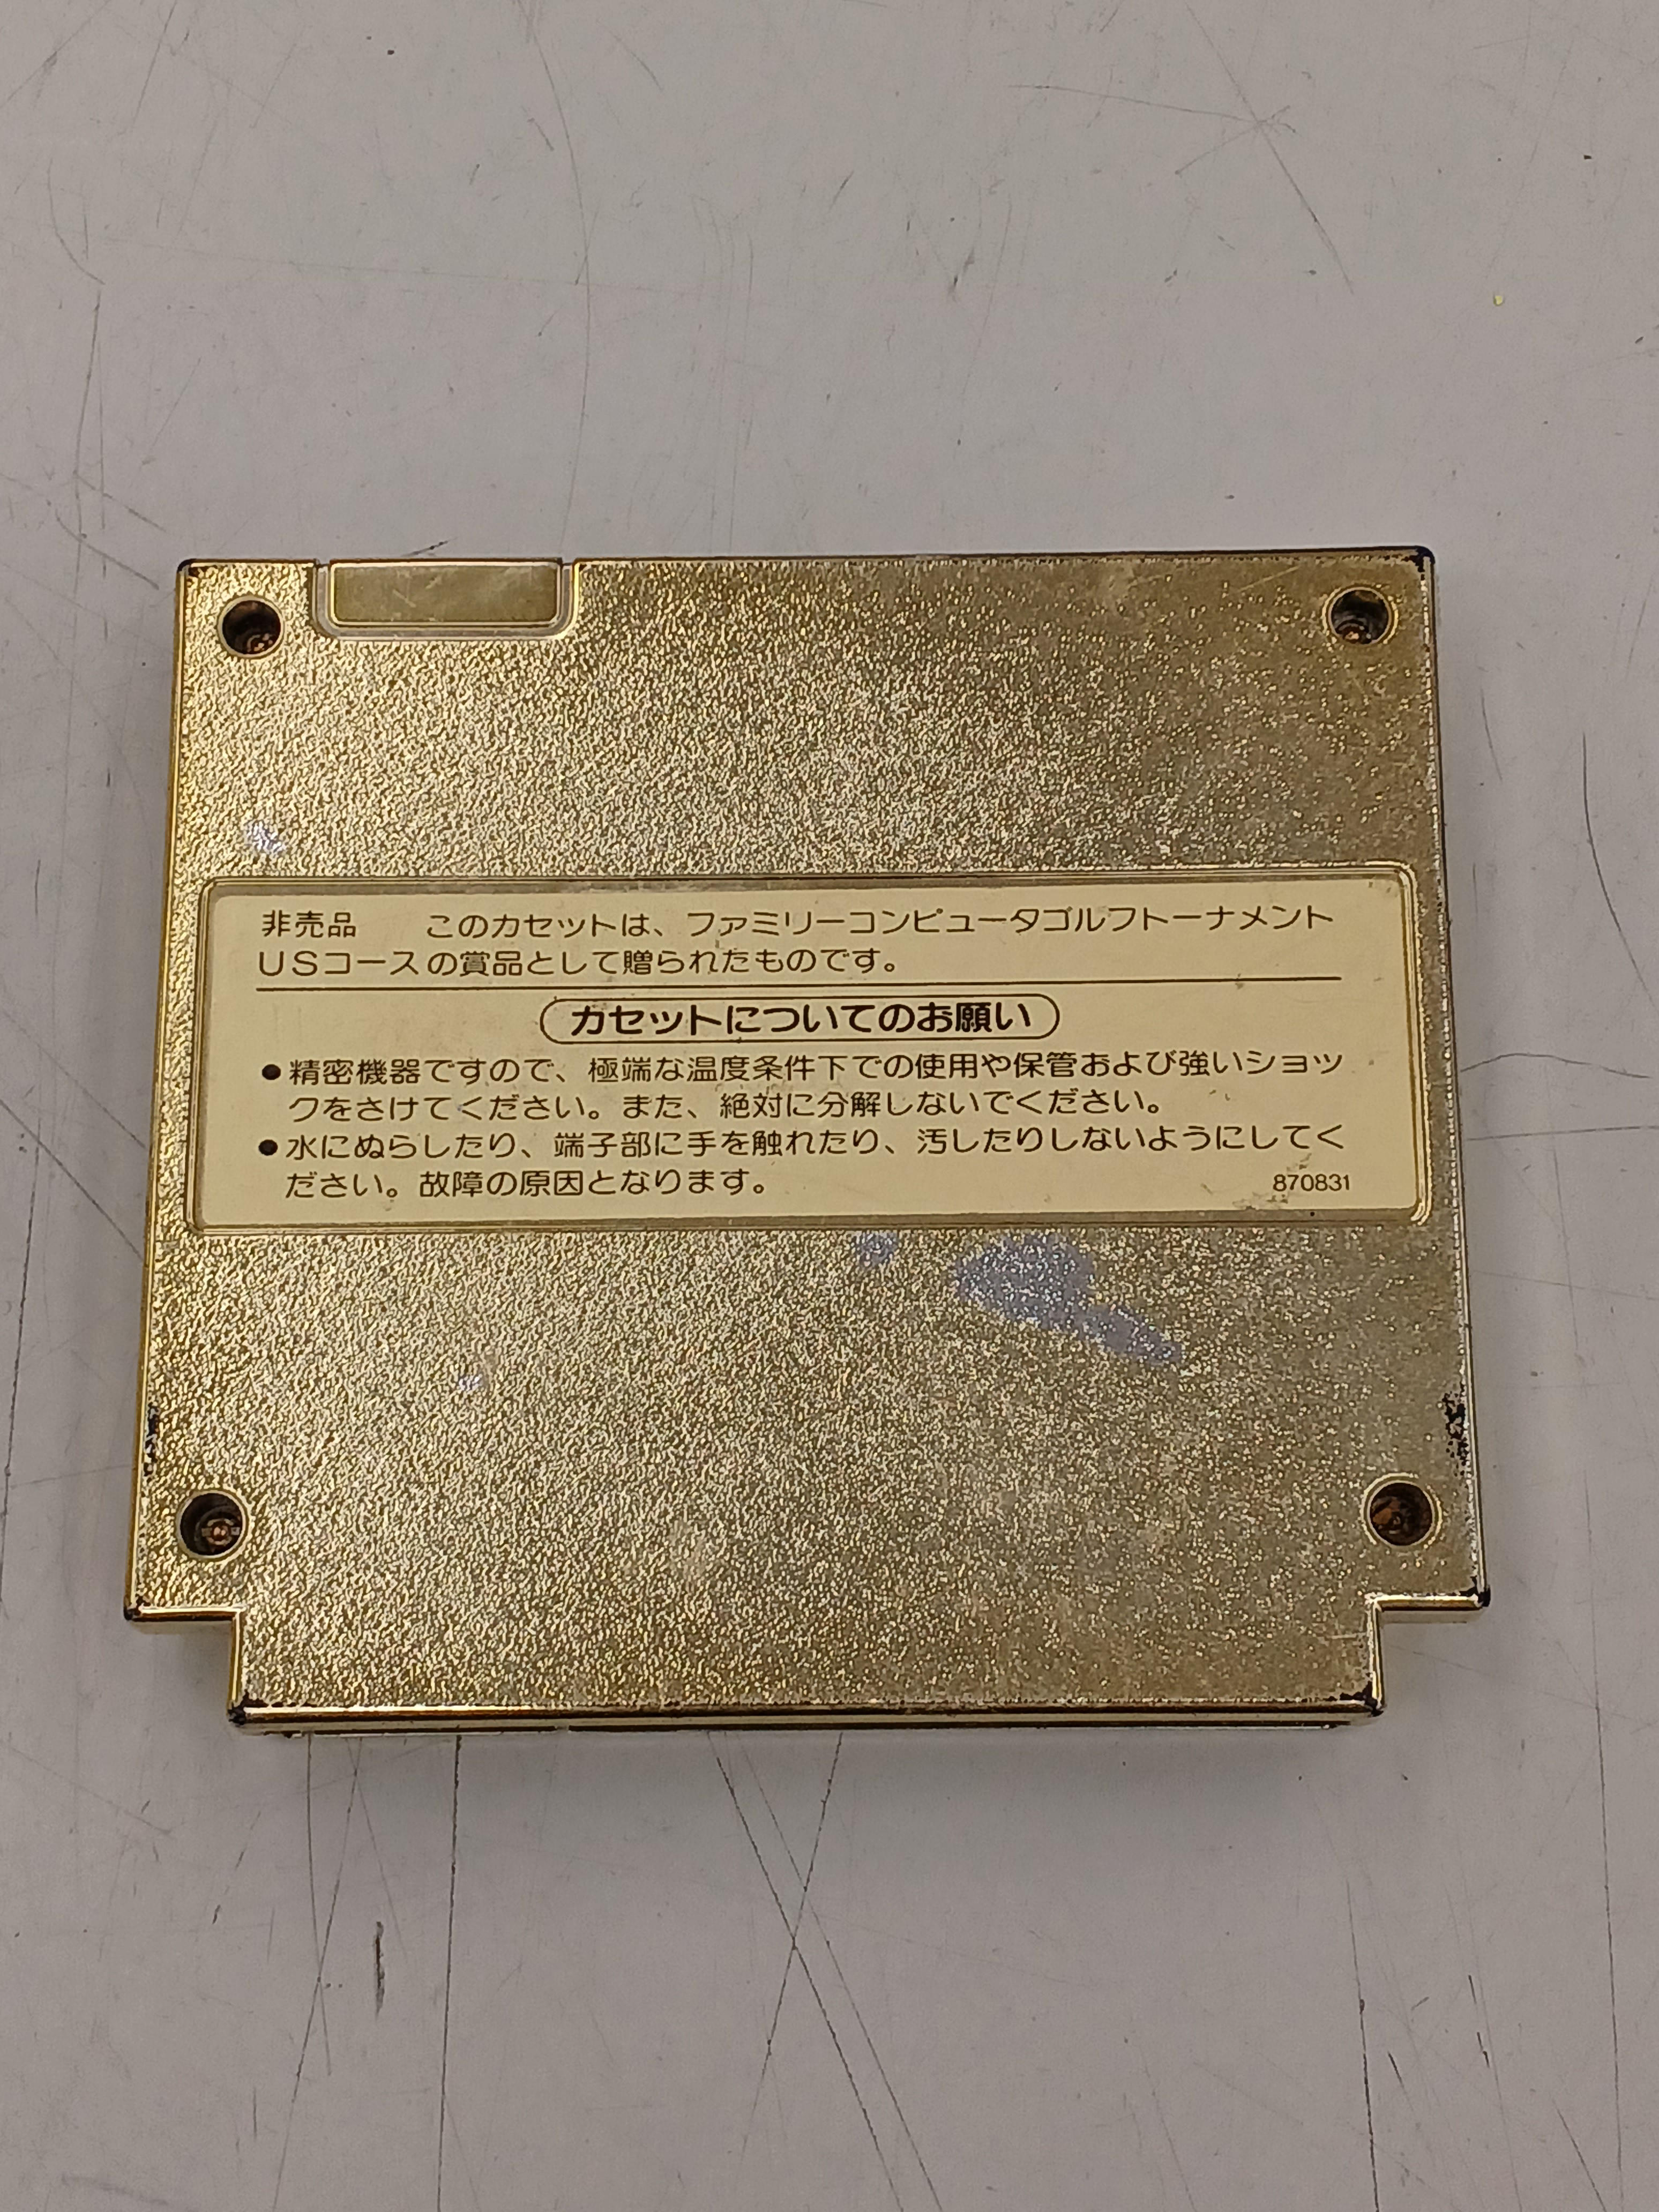 非売品　このカセットは、ファミリーコンピュータゴルフトーナメント
USコースの賞品として贈られたものです。
カセットについてのお願い
●精密機器ですので、極端な温度条件下での使用や保管および強いショッ
クをさけてください。また、絶対に分解しないでください。
●水にぬらしたり、端子部に手を触れたり、汚したりしないようにしてく
ださい。故障の原因となります。
870831